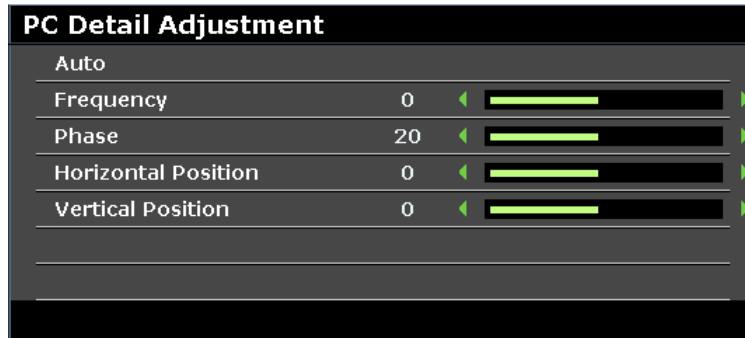 PC Detail Adjustment
Auto
Frequency 0
Phase 20
Horizontal Position 0
Vertical Position 0